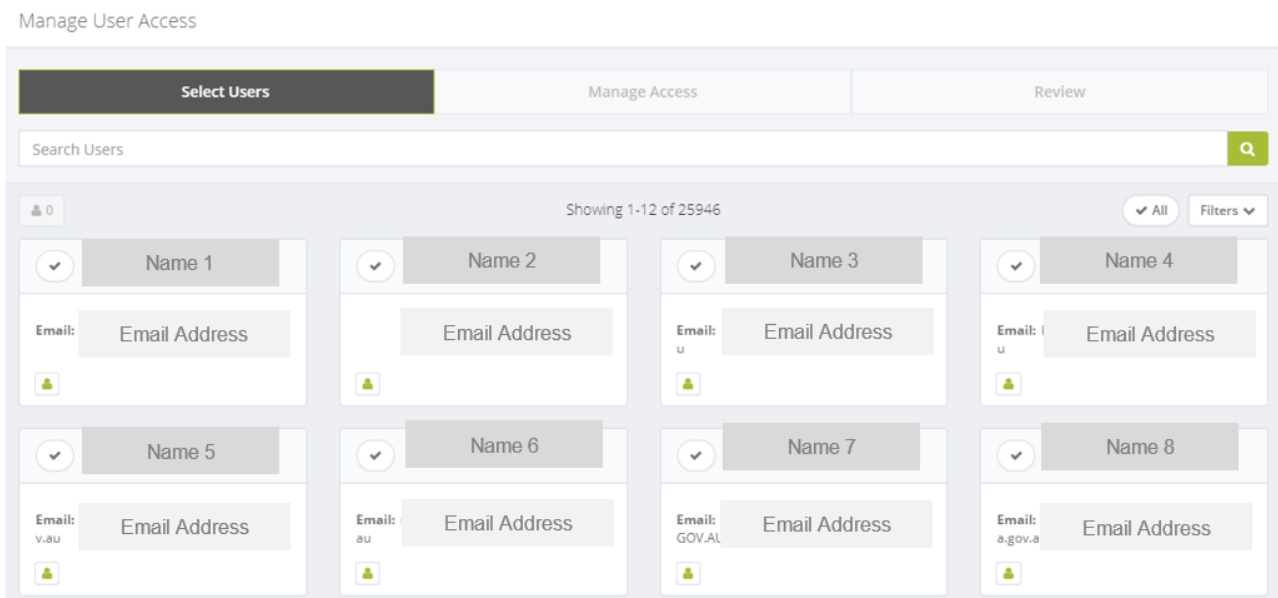 Manage User Access
Select Users Manage Access Review
Search Users
0 Showing 1-12 of 25946 All Filters
Name 1 Name 2 Name 3 Name 4
Email: Email Address Email Address Email: Email Address Email: Email Address
u u
Name 5 Name 6 Name 7 Name 8
Email: Email Address Email: Email Address Email: Email Address Email: Email Address
v.au au GOV.AU a.gov.a